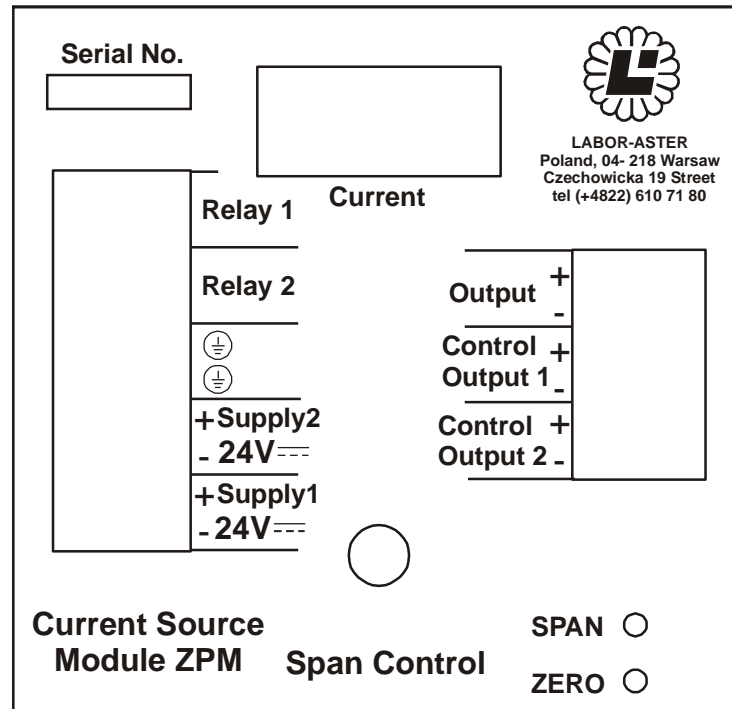 Serial No.
LABOR-ASTER
Poland, 04- 218 Warsaw
Czechowicka 19 Street
tel (+4822) 610 71 80
Current
Relay 1
Relay 2
+Supply2
- 24V
+Supply1
-24V
Output +
-
Control +
Output 1 -
Control +
Output 2 -
Current Source
Module ZPM
Span Control
SPAN
ZERO